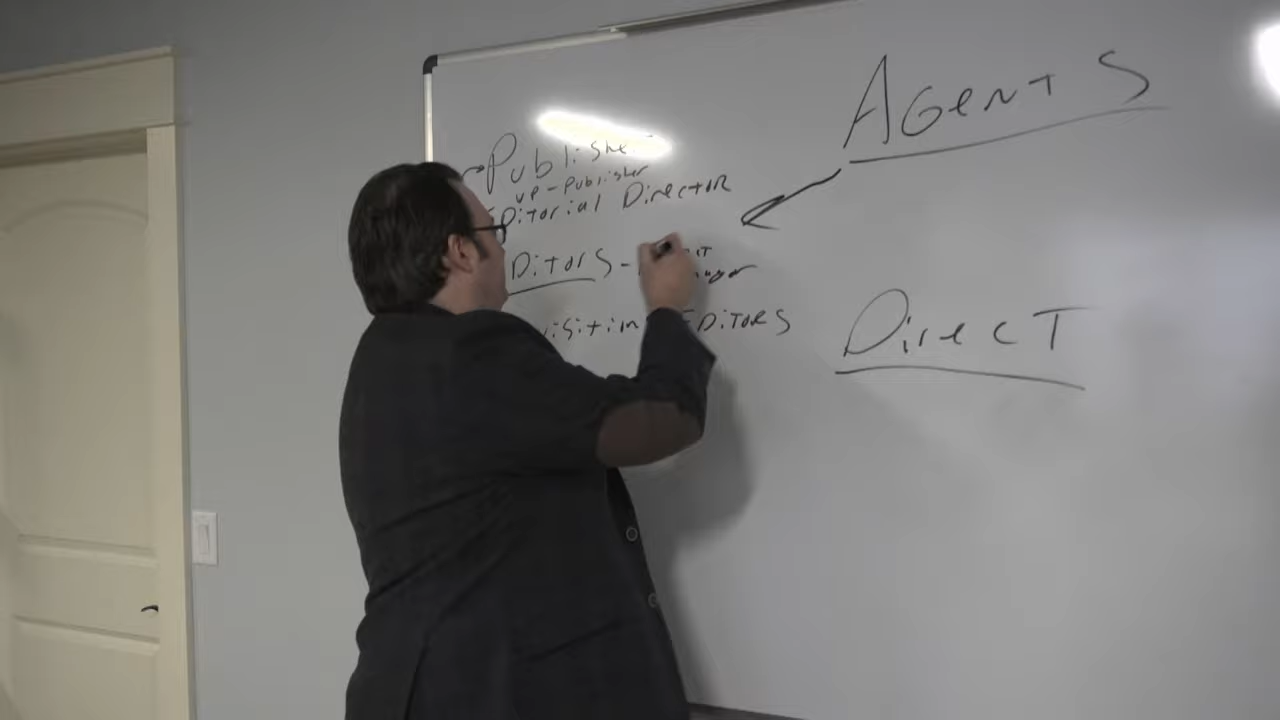 Agents
Publisher
VP-Publisher
Editorial Director
Editors -
Direct
Editors